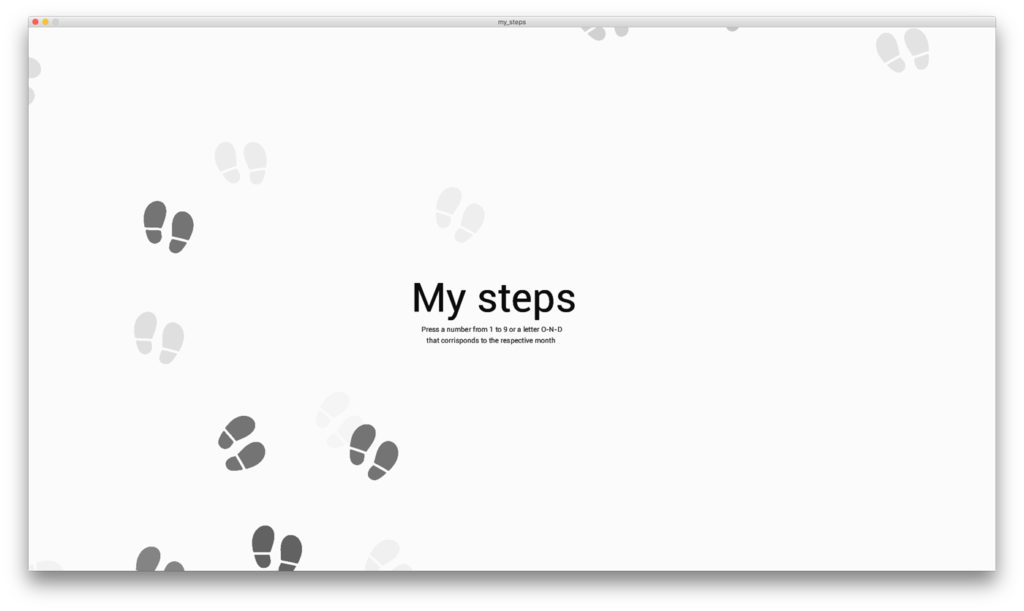 my_steps
My steps
Press a number from 1 to 9 or a letter O-N-D
that corrisponds to the respective month